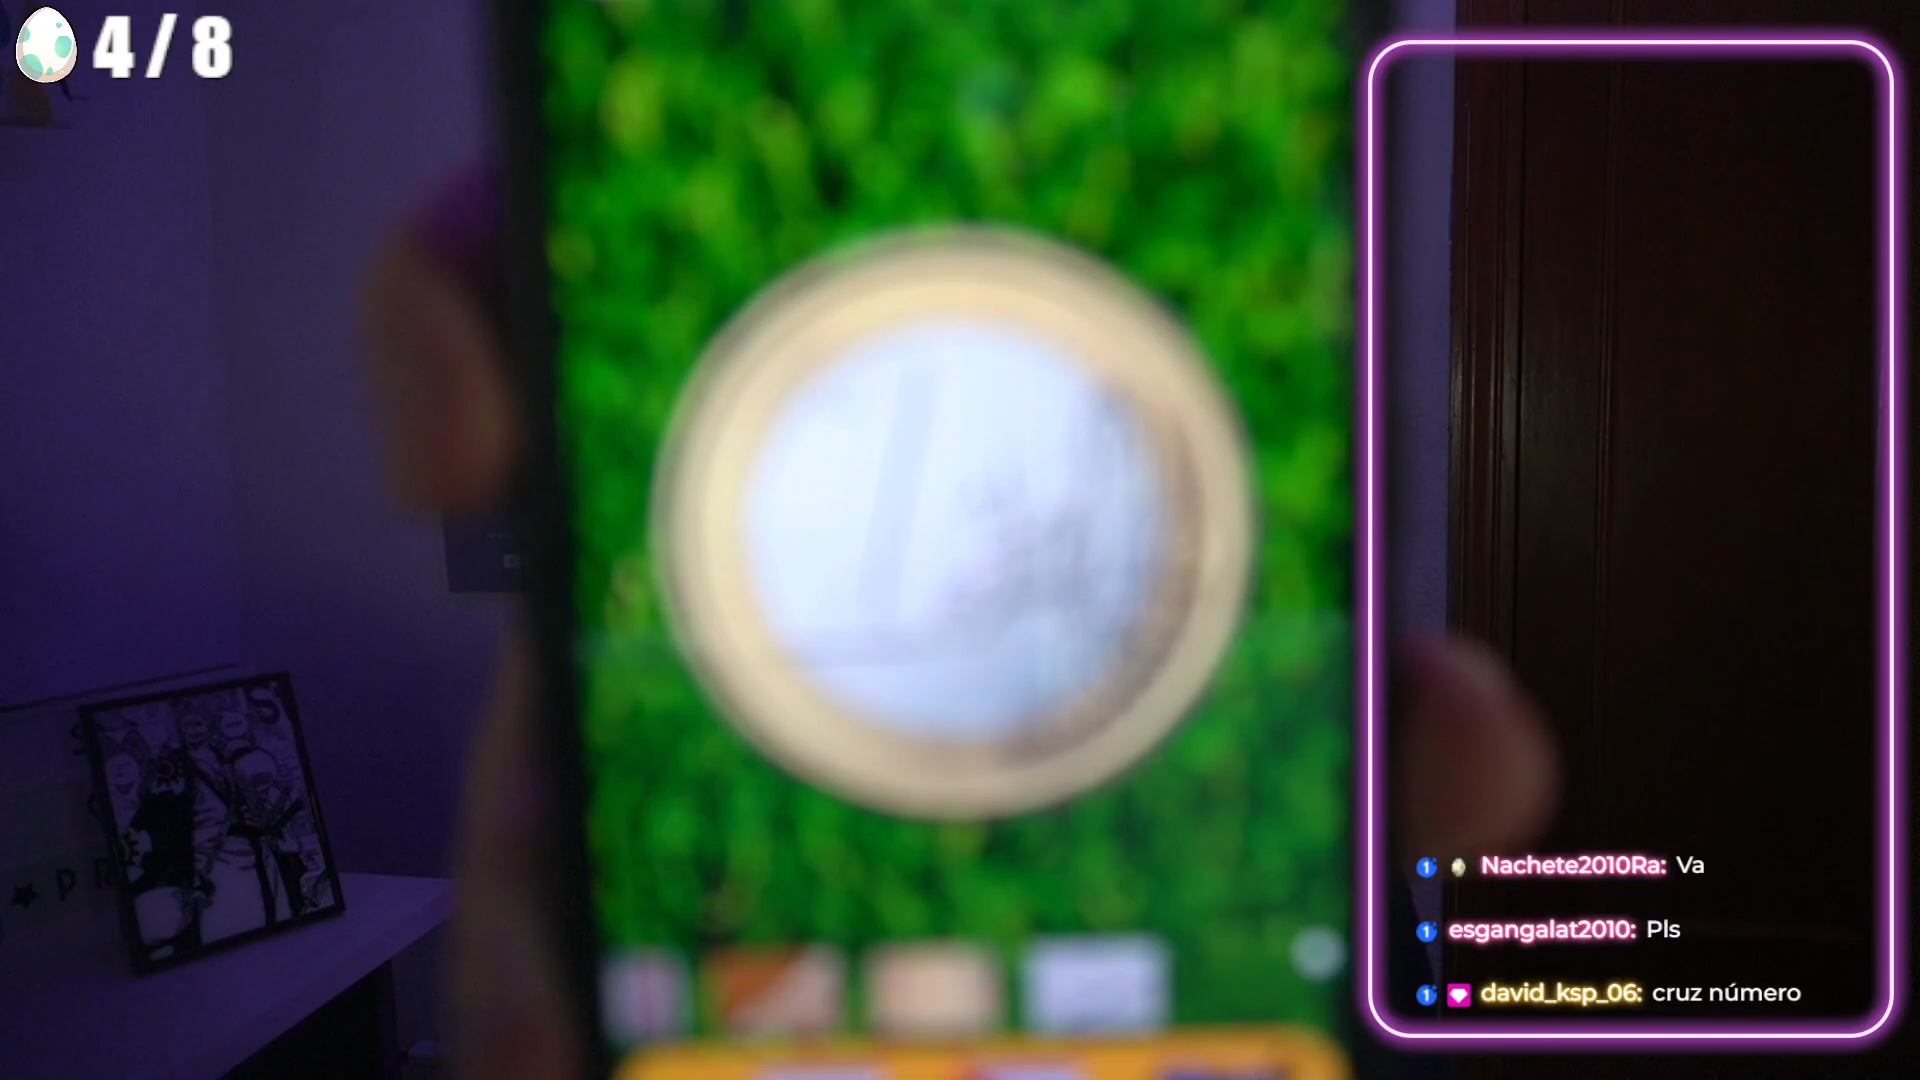 4 / 8
Nachete2010Ra: Va
esgangalat2010: Pls
david_ksp_06: cruz número